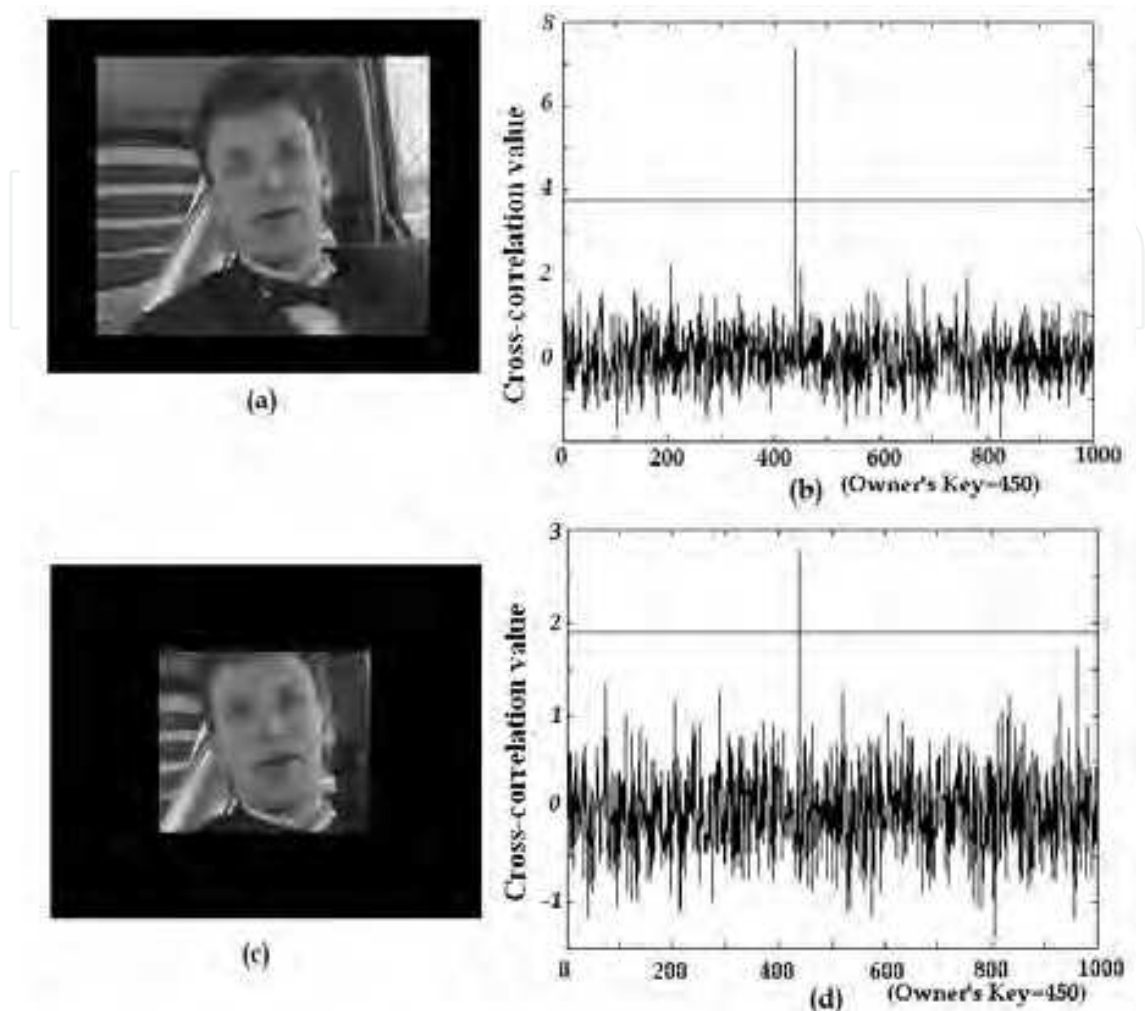 8
6
4
2
0
Cross-correlation value
0 200 400 600 800 1000
(a)
(b) (Owner's Key=450)
3
2
1
0
-1
Cross-correlation value
0 200 400 600 800 1000
(c)
(d) (Owner's Key=450)